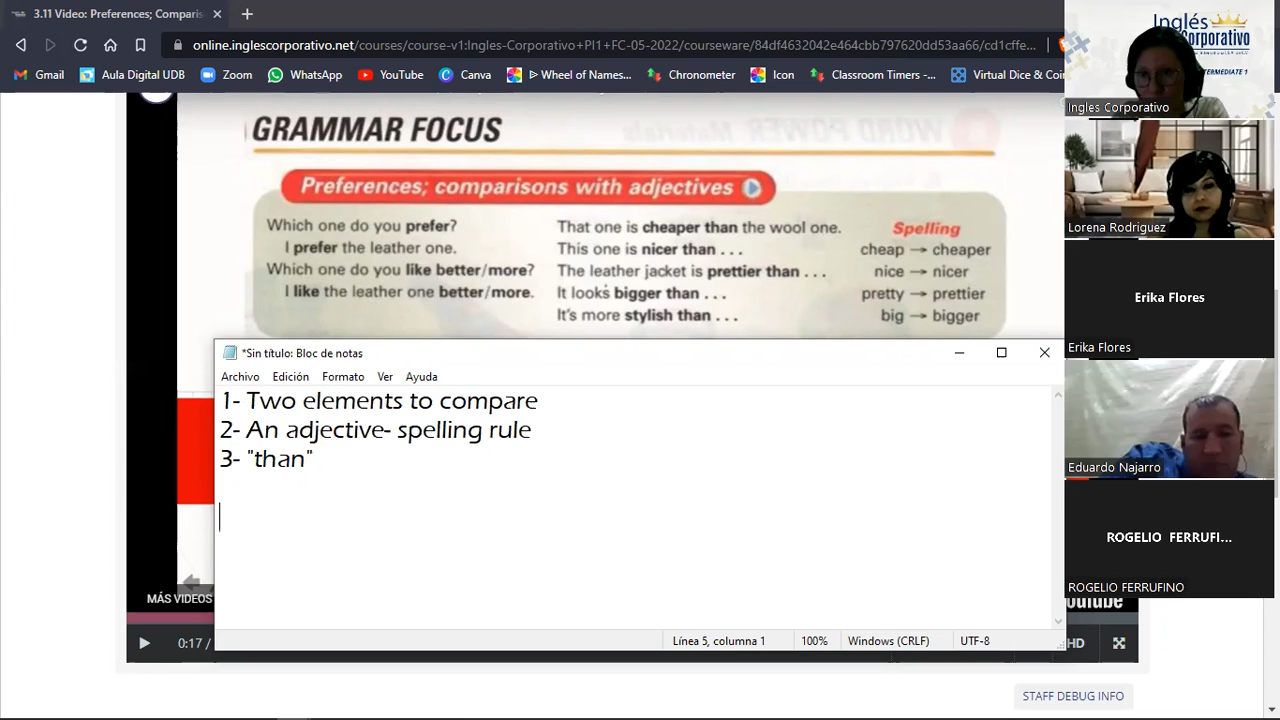 3.11 Video: Preferences; Comparis
online.inglescorporativo.net/courses/course-v1:Ingles-Corporativo+PI1+FC-05-2022/courseware/84df4632042e464cbb797620dd53aa66/cd1cffe...
Gmail
Aula Digital UDB
Zoom
WhatsApp
YouTube
Canva
ᐅ Wheel of Names...
Chronometer
Icon
Classroom Timers -...
Virtual Dice & Coin
GRAMMAR FOCUS
Preferences; comparisons with adjectives
Which one do you prefer?
I prefer the leather one.
Which one do you like better/more?
I like the leather one better/more.
That one is cheaper than the wool one.
This one is nicer than . . .
The leather jacket is prettier than . . .
It looks bigger than . . .
It's more stylish than . . .
Spelling
cheap → cheaper
nice → nicer
pretty → prettier
big → bigger
*Sin título: Bloc de notas
Archivo Edición Formato Ver Ayuda
1- Two elements to compare
2- An adjective- spelling rule
3- "than"
Línea 5, columna 1
100%
Windows (CRLF)
UTF-8
MÁS VIDEOS
0:17 /
HD
STAFF DEBUG INFO
Inglés
Corporativo
INTERMEDIATE 1
Ingles Corporativo
Lorena Rodriguez
Erika Flores
Erika Flores
Eduardo Najarro
ROGELIO FERRUFI...
ROGELIO FERRUFINO